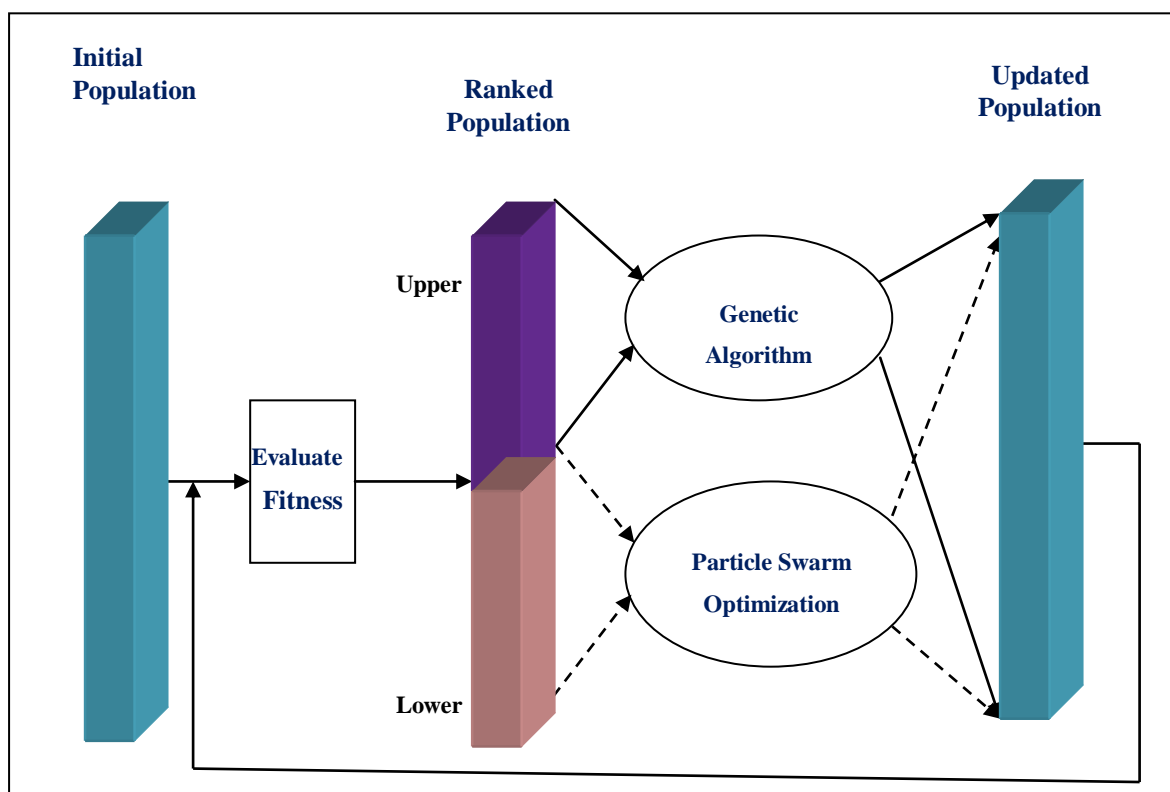 Initial
Population
Ranked
Population
Updated
Population
Upper
Genetic
Algorithm
Evaluate
Fitness
Particle Swarm
Optimization
Lower